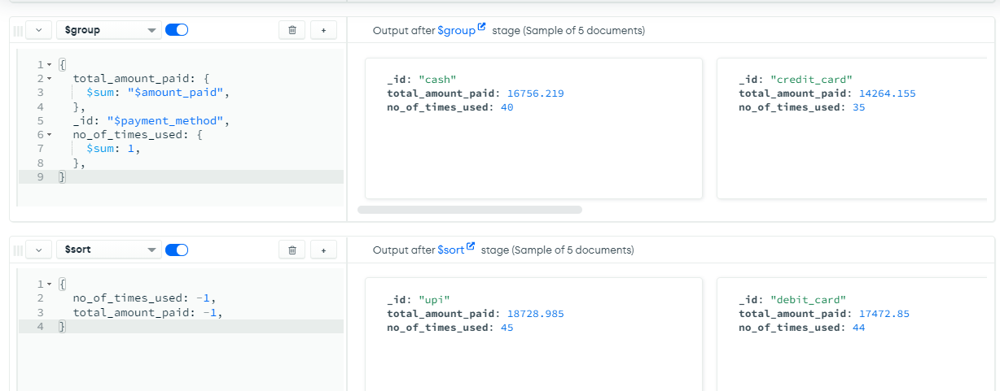 $group
+
Output after $group stage (Sample of 5 documents)
1 {
2 total_amount_paid: {
3 $sum: "$amount_paid",
4 },
5 _id: "$payment_method",
6 no_of_times_used: {
7 $sum: 1,
8 },
9 }
_id: "cash"
total_amount_paid: 16756.219
no_of_times_used: 40
_id: "credit_card"
total_amount_paid: 14264.155
no_of_times_used: 35
$sort
+
Output after $sort stage (Sample of 5 documents)
1 {
2 no_of_times_used: -1,
3 total_amount_paid: -1,
4 }
_id: "upi"
total_amount_paid: 18728.985
no_of_times_used: 45
_id: "debit_card"
total_amount_paid: 17472.85
no_of_times_used: 44